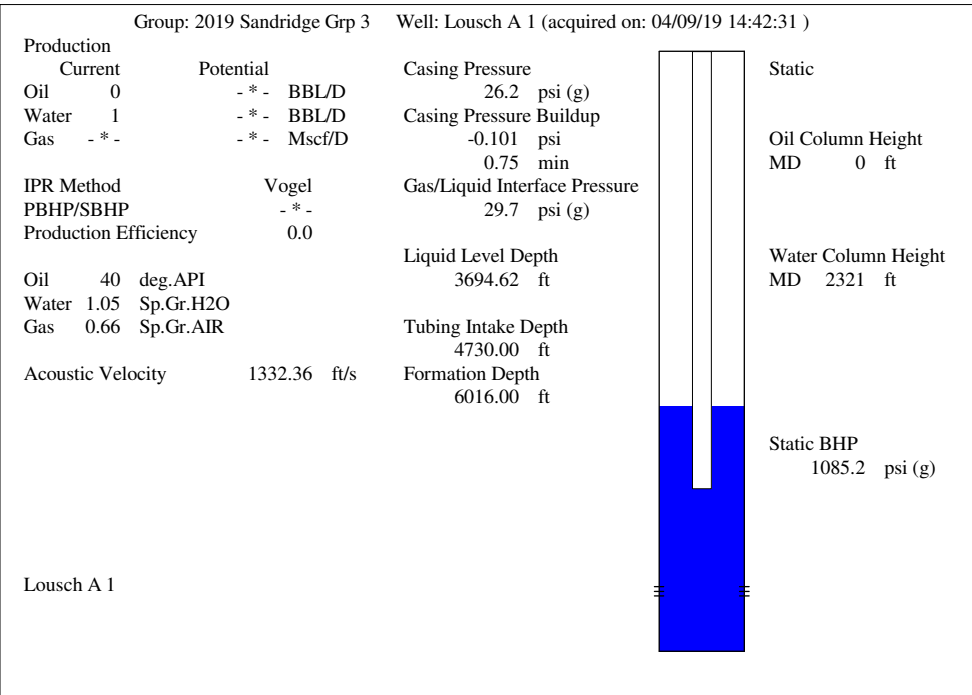 Group: 2019 Sandridge Grp 3 Well: Lousch A 1 (acquired on: 04/09/19 14:42:31 )
Production
Current Potential
Oil 0 - * - BBL/D
Water 1 - * - BBL/D
Gas - * - - * - Mscf/D
IPR Method Vogel
PBHP/SBHP - * -
Production Efficiency 0.0
Oil 40 deg.API
Water 1.05 Sp.Gr.H2O
Gas 0.66 Sp.Gr.AIR
Acoustic Velocity 1332.36 ft/s
Casing Pressure
26.2 psi (g)
Casing Pressure Buildup
-0.101 psi
0.75 min
Gas/Liquid Interface Pressure
29.7 psi (g)
Liquid Level Depth
3694.62 ft
Tubing Intake Depth
4730.00 ft
Formation Depth
6016.00 ft
Static
Oil Column Height
MD 0 ft
Water Column Height
MD 2321 ft
Static BHP
1085.2 psi (g)
Lousch A 1